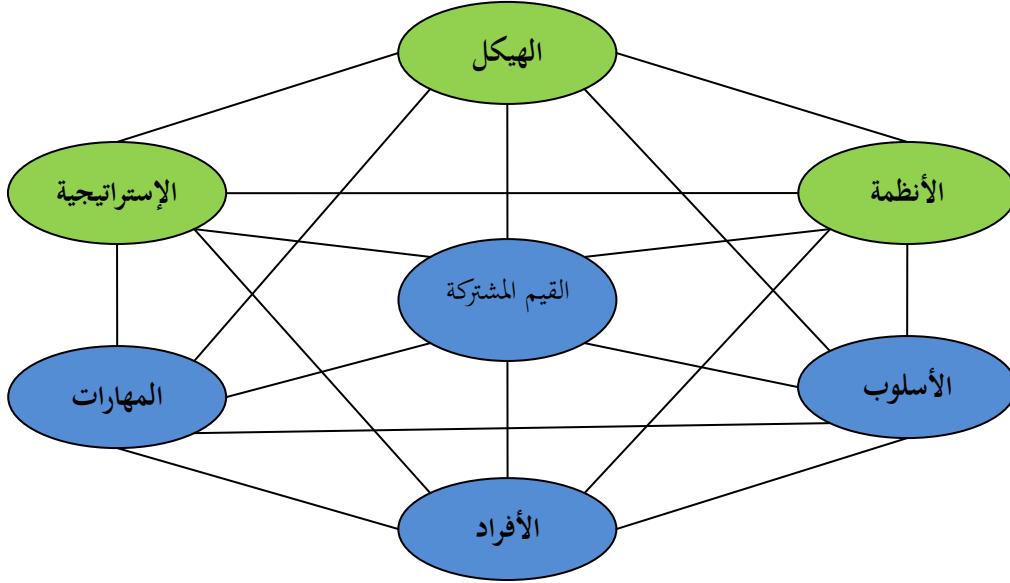 الهيكل
الأنظمة
الإستراتيجية
القيم المشتركة
الأسلوب
المهارات
الأفراد